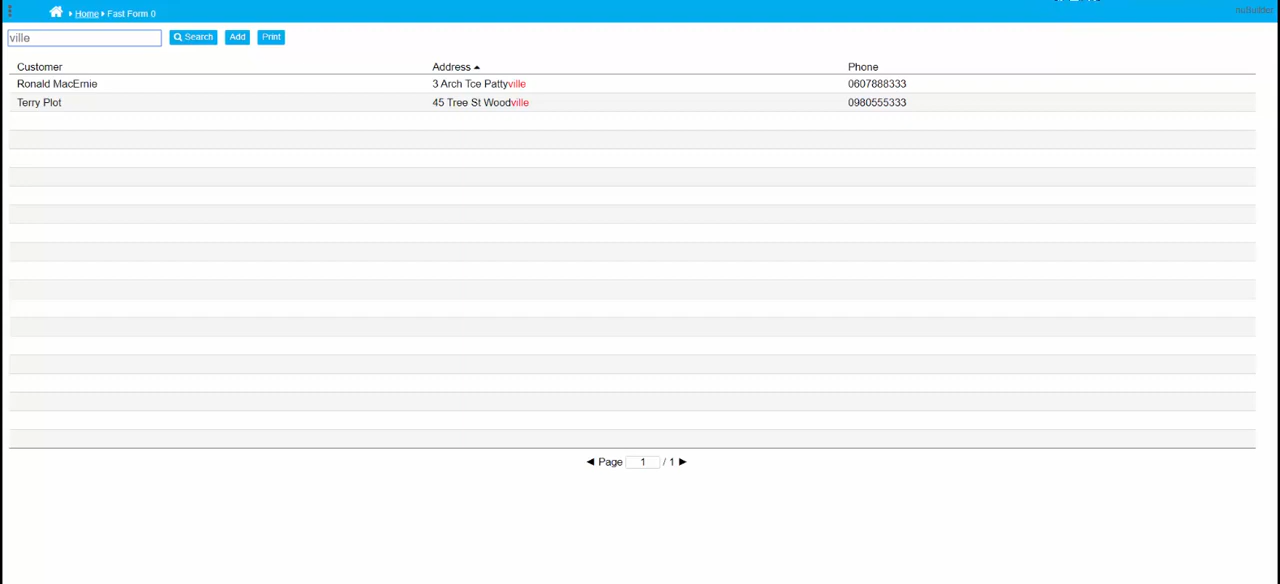 Home Fast Form 0
nuBuilder
ville Search Add Print
Customer Address Phone
Ronald MacErnie 3 Arch Tce Pattyville 0607888333
Terry Plot 45 Tree St Woodville 0980555333
Page 1 / 1